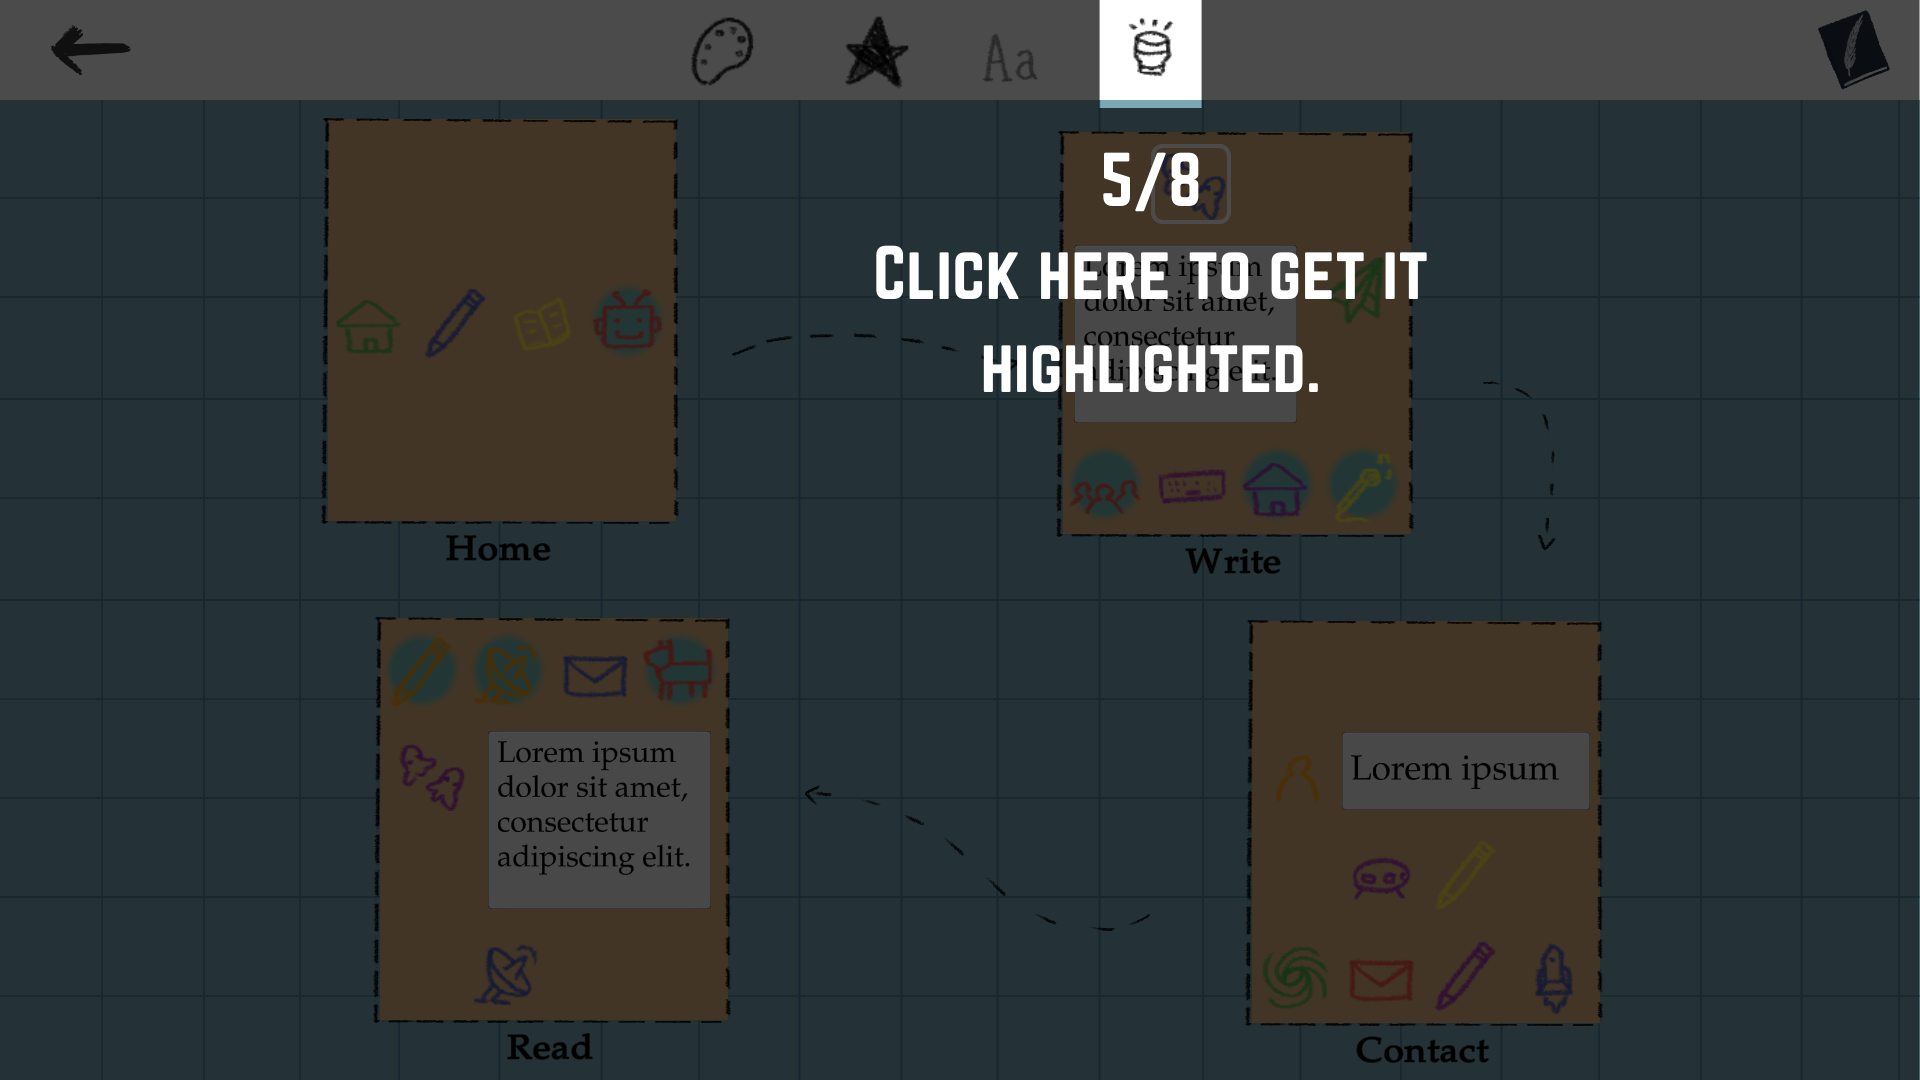 Aa
5/8
Click here to get it
highlighted.
Lorem ipsum
dolor sit amet,
consectetur
adipiscing elit.
Home
Write
Lorem ipsum
dolor sit amet,
consectetur
adipiscing elit.
Lorem ipsum
Read
Contact